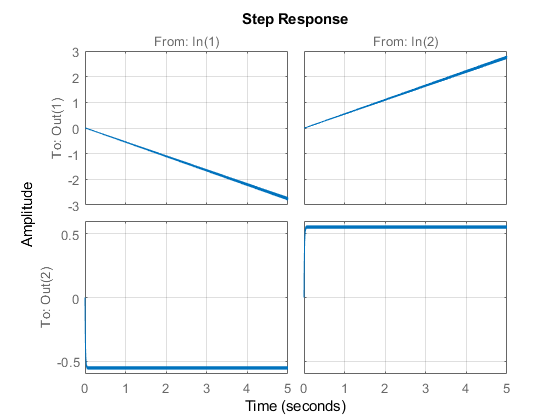 Step Response
From: In(1)
From: In(2)
To: Out(1)
3
2
1
0
-1
-2
-3
Amplitude
To: Out(2)
0.5
0
-0.5
0 1 2 3 4 5
0 1 2 3 4 5
Time (seconds)